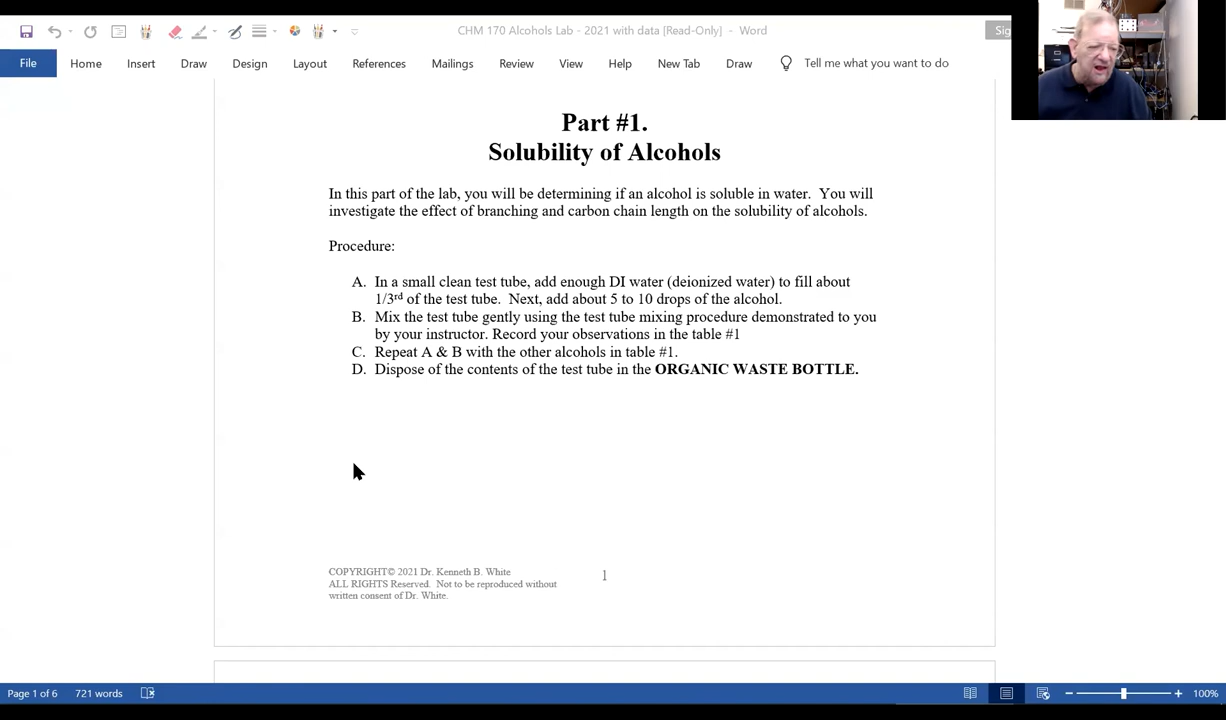 CHM 170 Alcohols Lab - 2021 with data [Read-Only] - Word
File Home Insert Draw Design Layout References Mailings Review View Help New Tab Draw Tell me what you want to do
Part #1.
Solubility of Alcohols
In this part of the lab, you will be determining if an alcohol is soluble in water. You will
investigate the effect of branching and carbon chain length on the solubility of alcohols.
Procedure:
A. In a small clean test tube, add enough DI water (deionized water) to fill about
1/3rd of the test tube. Next, add about 5 to 10 drops of the alcohol.
B. Mix the test tube gently using the test tube mixing procedure demonstrated to you
by your instructor. Record your observations in the table #1
C. Repeat A & B with the other alcohols in table #1.
D. Dispose of the contents of the test tube in the ORGANIC WASTE BOTTLE.
COPYRIGHT© 2021 Dr. Kenneth B. White
ALL RIGHTS Reserved. Not to be reproduced without
written consent of Dr. White.
1
Page 1 of 6 721 words 100%